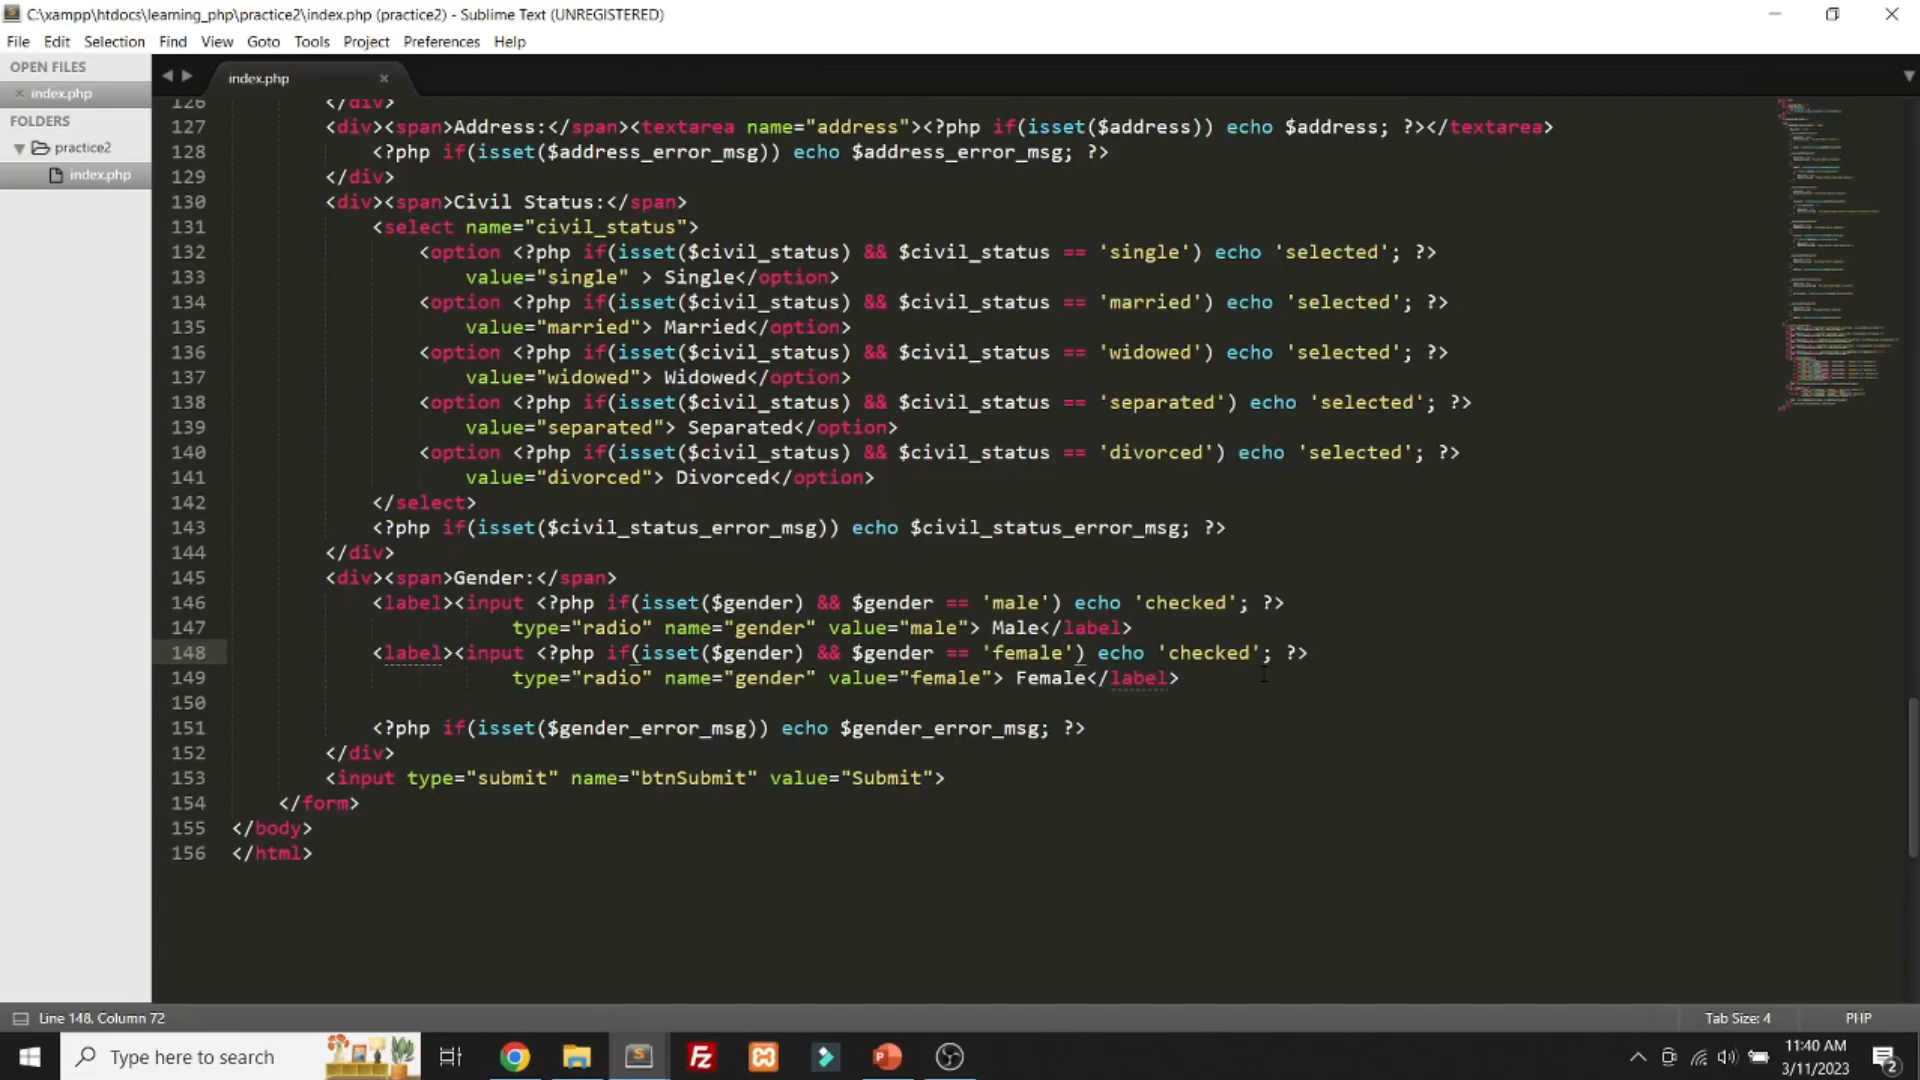 C:\xampp\htdocs\learning_php\practice2\index.php (practice2) - Sublime Text (UNREGISTERED)
File Edit Selection Find View Goto Tools Project Preferences Help
OPEN FILES
index.php
FOLDERS
practice2
index.php
index.php
126 </div>
127 <div><span>Address:</span><textarea name="address"><?php if(isset($address)) echo $address; ?></textarea>
128 <?php if(isset($address_error_msg)) echo $address_error_msg; ?>
129 </div>
130 <div><span>Civil Status:</span>
131 <select name="civil_status">
132 <option <?php if(isset($civil_status) && $civil_status == 'single') echo 'selected'; ?>
133 value="single" > Single</option>
134 <option <?php if(isset($civil_status) && $civil_status == 'married') echo 'selected'; ?>
135 value="married"> Married</option>
136 <option <?php if(isset($civil_status) && $civil_status == 'widowed') echo 'selected'; ?>
137 value="widowed"> Widowed</option>
138 <option <?php if(isset($civil_status) && $civil_status == 'separated') echo 'selected'; ?>
139 value="separated"> Separated</option>
140 <option <?php if(isset($civil_status) && $civil_status == 'divorced') echo 'selected'; ?>
141 value="divorced"> Divorced</option>
142 </select>
143 <?php if(isset($civil_status_error_msg)) echo $civil_status_error_msg; ?>
144 </div>
145 <div><span>Gender:</span>
146 <label><input <?php if(isset($gender) && $gender == 'male') echo 'checked'; ?>
147 type="radio" name="gender" value="male"> Male</label>
148 <label><input <?php if(isset($gender) && $gender == 'female') echo 'checked'; ?>
149 type="radio" name="gender" value="female"> Female</label>
150
151 <?php if(isset($gender_error_msg)) echo $gender_error_msg; ?>
152 </div>
153 <input type="submit" name="btnSubmit" value="Submit">
154 </form>
155 </body>
156 </html>
Line 148, Column 72
Tab Size: 4
PHP
Type here to search
11:40 AM
3/11/2023
2